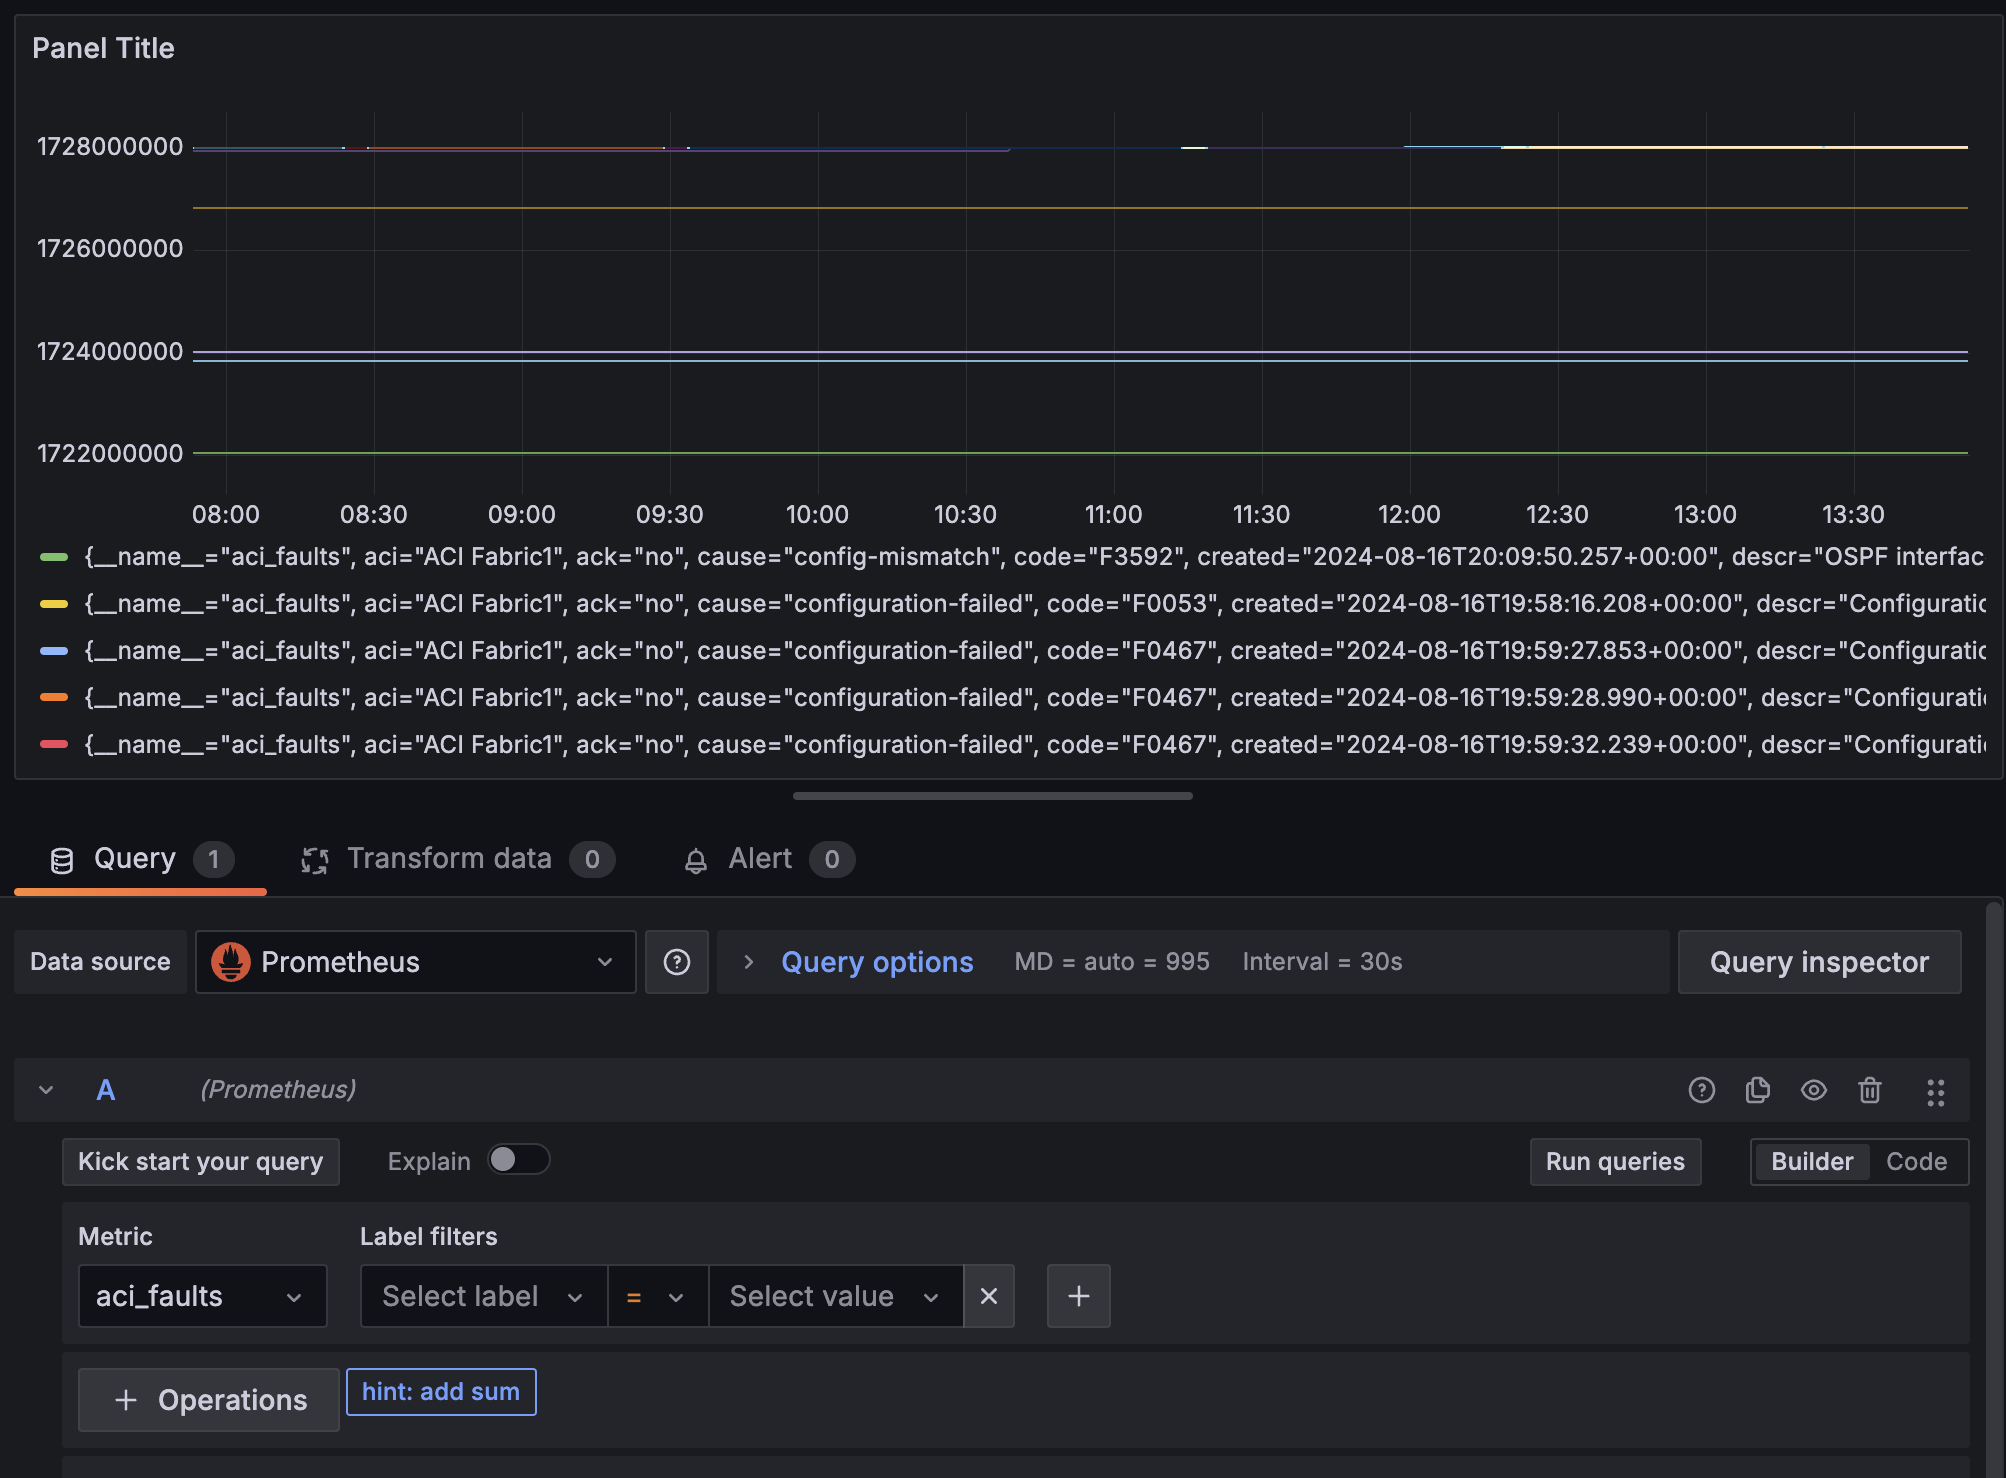 Panel Title
1728000000
1726000000
1724000000
1722000000
08:00 08:30 09:00 09:30 10:00 10:30 11:00 11:30 12:00 12:30 13:00 13:30
{__name__="aci_faults", aci="ACI Fabric1", ack="no", cause="config-mismatch", code="F3592", created="2024-08-16T20:09:50.257+00:00", descr="OSPF interfac
{__name__="aci_faults", aci="ACI Fabric1", ack="no", cause="configuration-failed", code="F0053", created="2024-08-16T19:58:16.208+00:00", descr="Configuratic
{__name__="aci_faults", aci="ACI Fabric1", ack="no", cause="configuration-failed", code="F0467", created="2024-08-16T19:59:27.853+00:00", descr="Configuratic
{__name__="aci_faults", aci="ACI Fabric1", ack="no", cause="configuration-failed", code="F0467", created="2024-08-16T19:59:28.990+00:00", descr="Configurati
{__name__="aci_faults", aci="ACI Fabric1", ack="no", cause="configuration-failed", code="F0467", created="2024-08-16T19:59:32.239+00:00", descr="Configurati
Query 1 Transform data 0 Alert 0
Data source Prometheus Query options MD = auto = 995 Interval = 30s Query inspector
A (Prometheus)
Kick start your query Explain Run queries Builder Code
Metric Label filters
aci_faults Select label = Select value
+ Operations hint: add sum